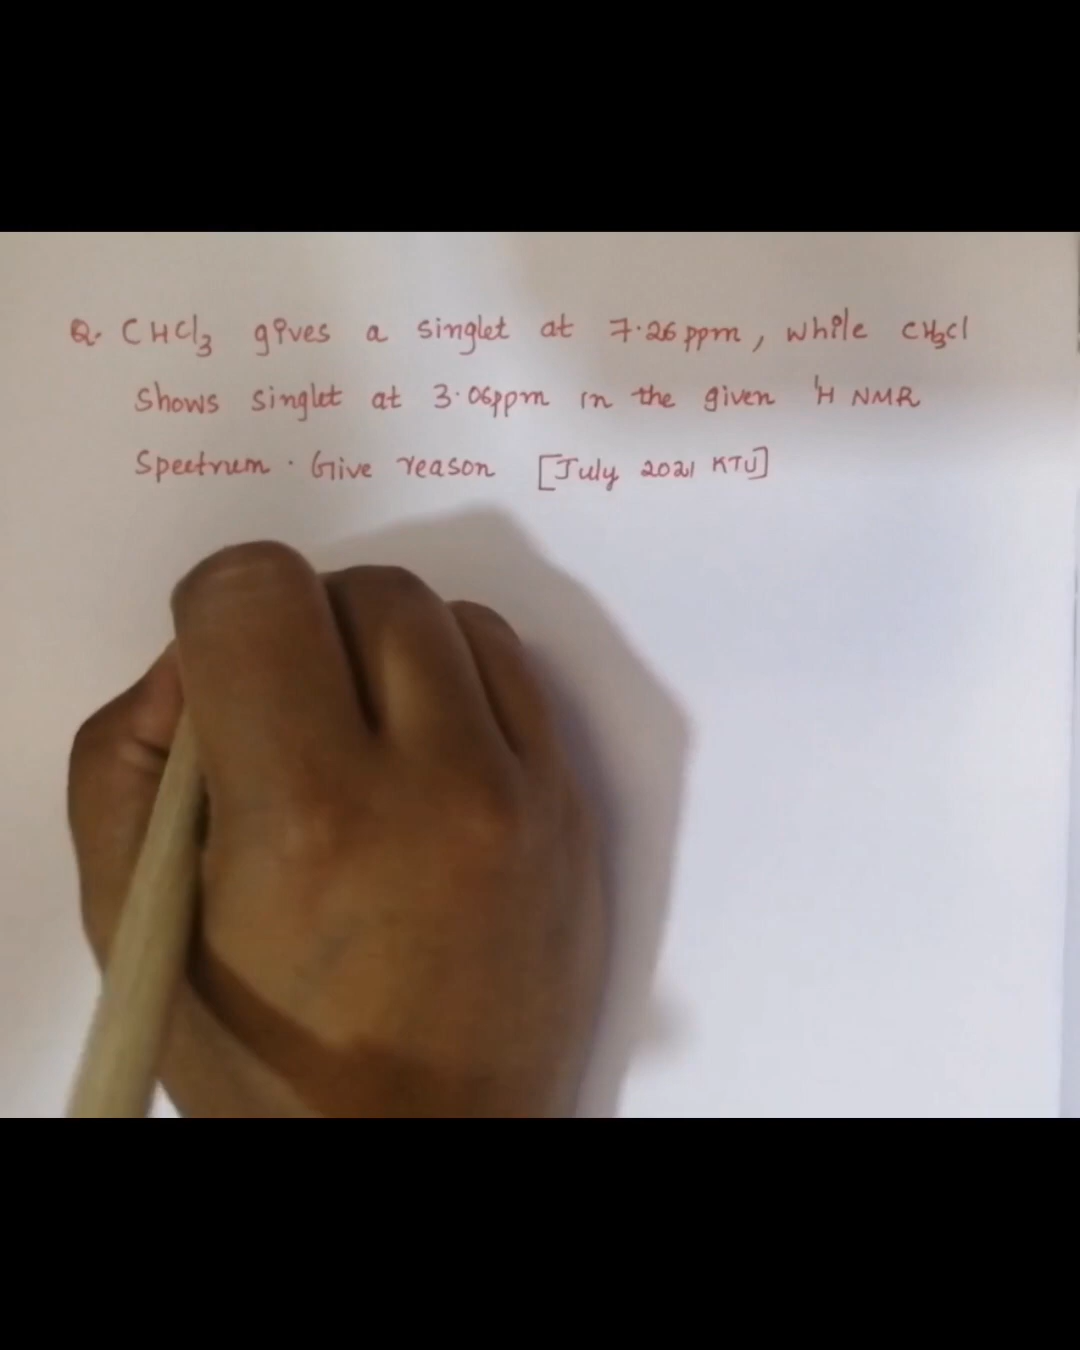 Q. CHCl₃ gives a singlet at 7.26 ppm, while CH₃Cl
Shows singlet at 3.06ppm in the given ¹H NMR
Spectrum. Give reason [July 2021 KTU]